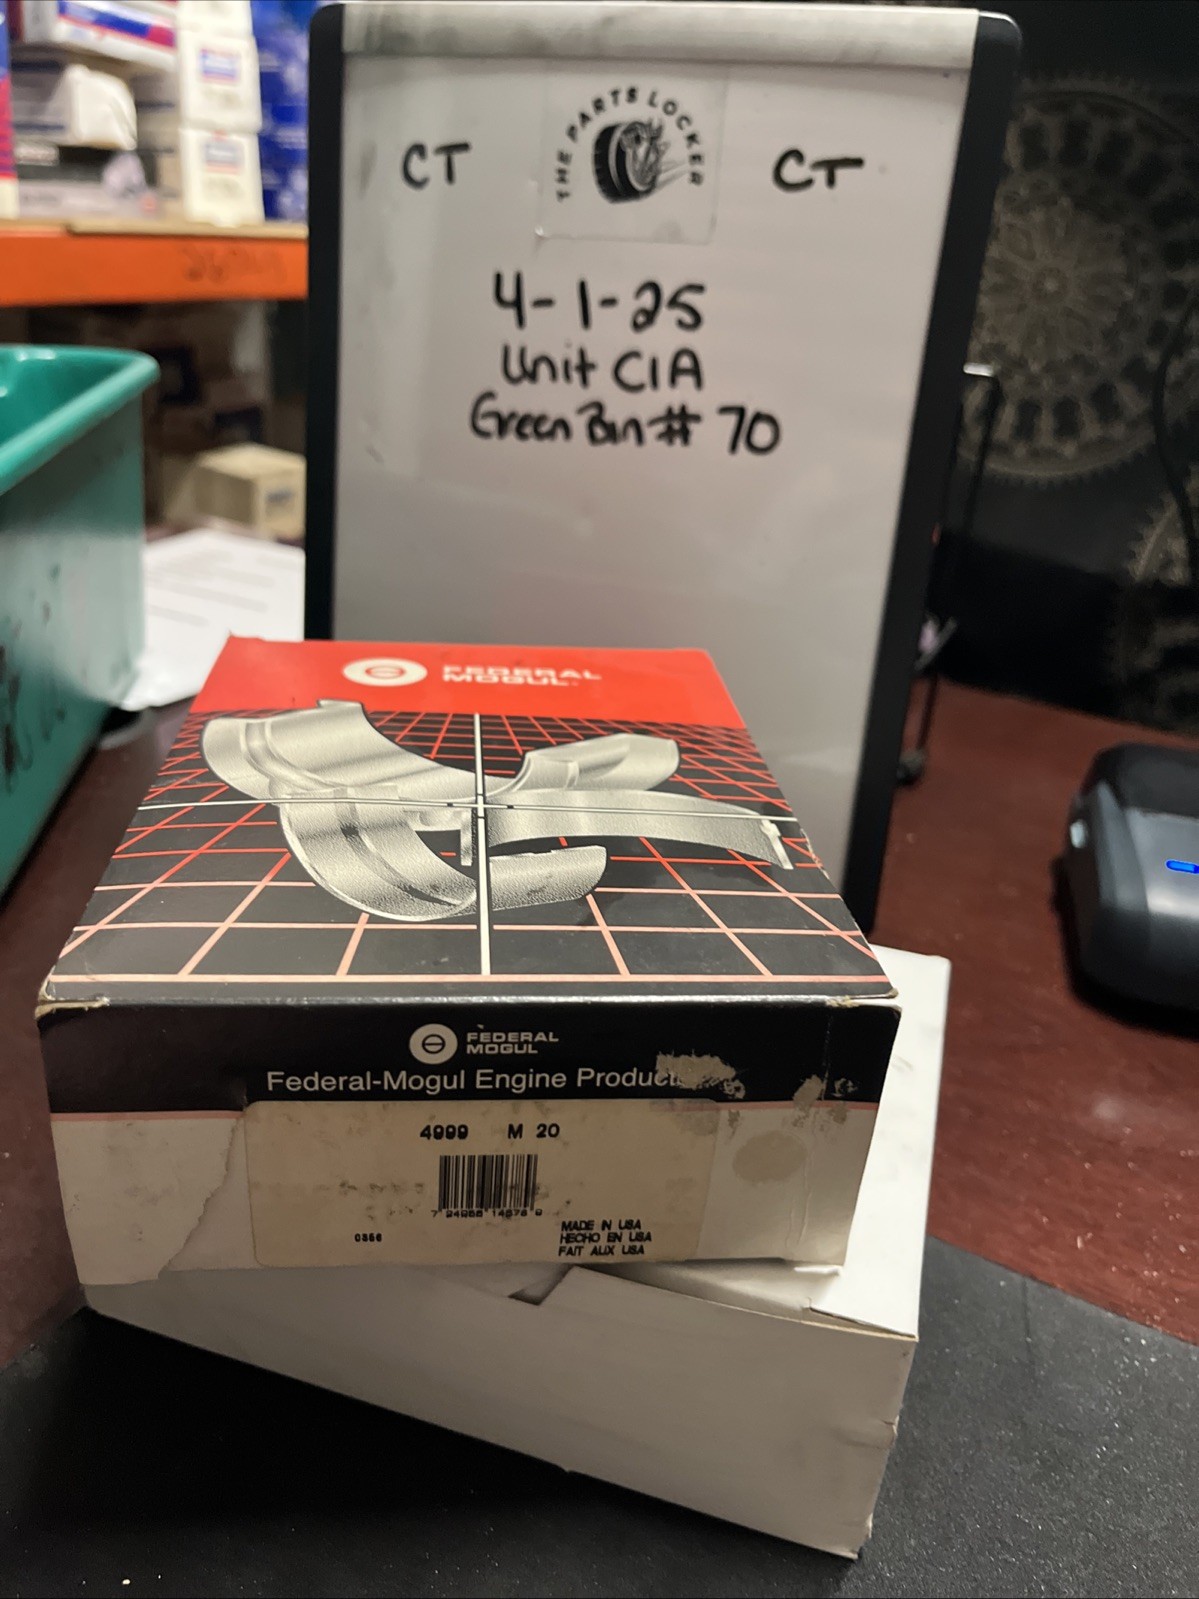 THE PARTS LOCKER
CT CT
4-1-25
Unit C1A
Green Bin # 70
FEDERAL
MOGUL
FEDERAL
MOGUL
Federal-Mogul Engine Product
4999 M 20
0356
MADE IN USA
HECHO EN USA
FAIT AUX USA